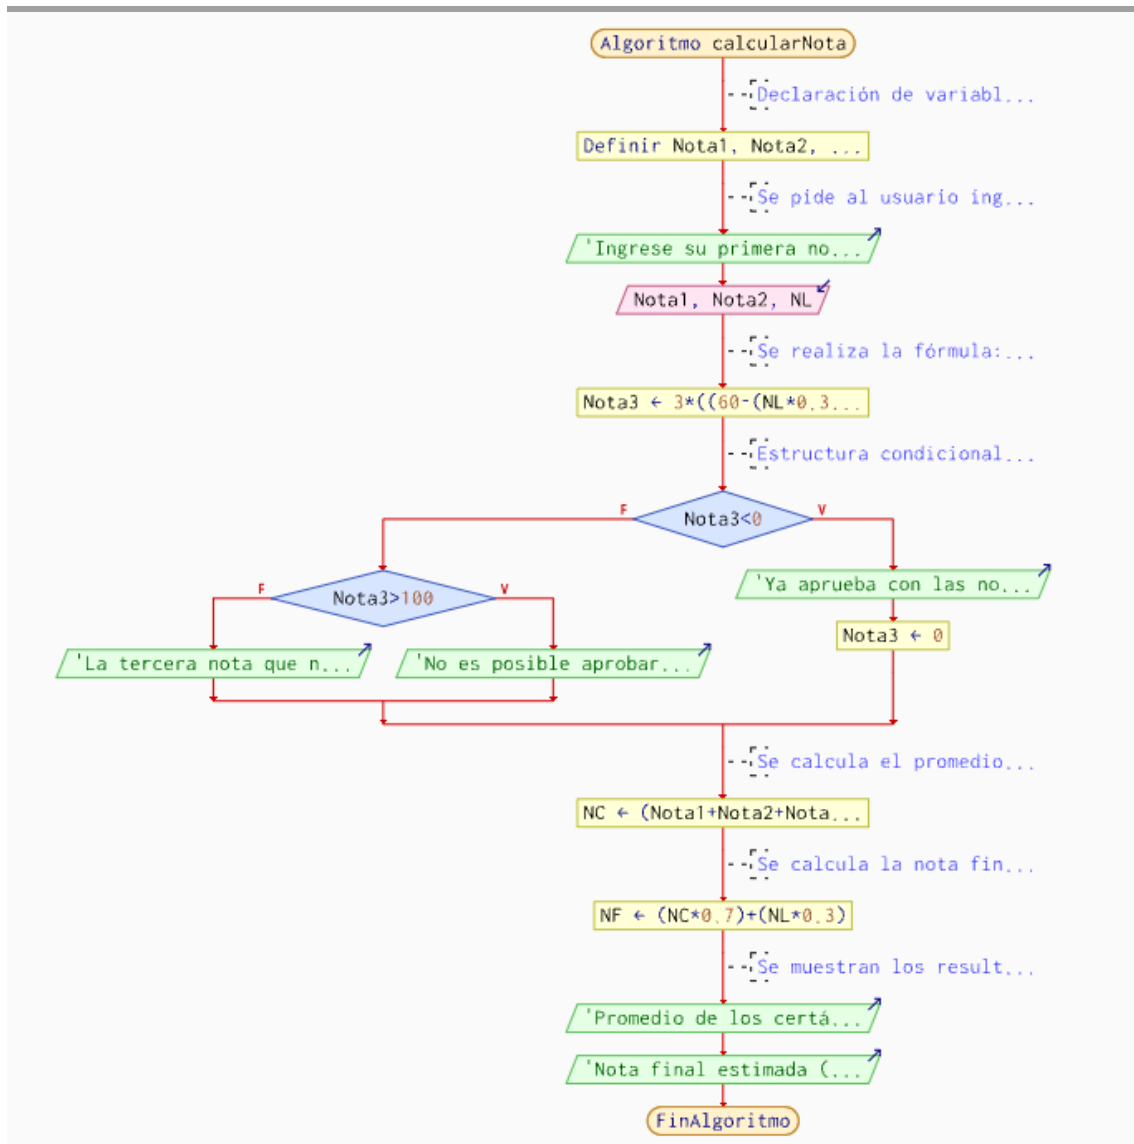 Algoritmo calcularNota
Declaración de variabl...
Definir Nota1, Nota2, ...
Se pide al usuario ing...
'Ingrese su primera no...
Nota1, Nota2, NL
Se realiza la fórmula:...
Nota3 ← 3*((60-(NL*0.3...
Estructura condicional...
F
Nota3<0
V
'Ya aprueba con las no...
F
Nota3>100
V
Nota3 ← 0
'La tercera nota que n...
'No es posible aprobar...
Se calcula el promedio...
NC ← (Nota1+Nota2+Nota...
Se calcula la nota fin...
NF ← (NC*0.7)+(NL*0.3)
Se muestran los result...
'Promedio de los certá...
'Nota final estimada (...
FinAlgoritmo